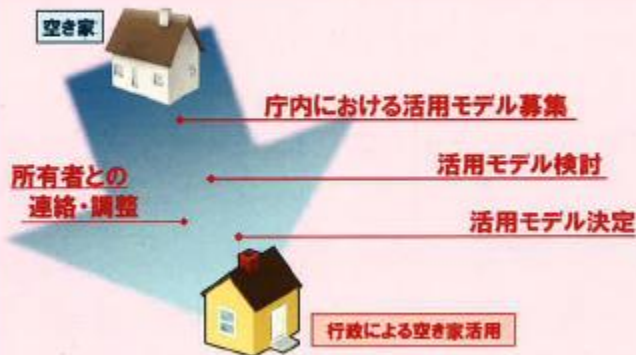 空き家
庁内における活用モデル募集
活用モデル検討
所有者との
連絡・調整
活用モデル決定
行政による空き家活用